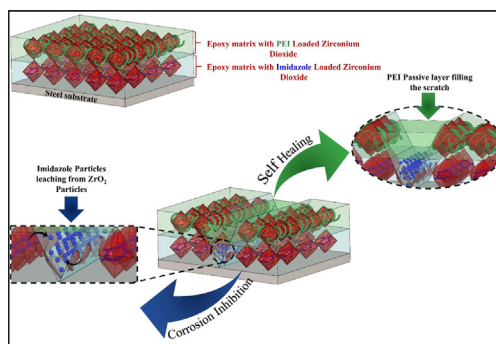 Epoxy matrix with PEI Loaded Zirconium
Dioxide
Epoxy matrix with Imidazole Loaded Zirconium
Dioxide
Steel substrate
PEI Passive layer filling
the scratch
Self Healing
Imidazole Particles
leaching from ZrO2
Particles
Corrosion Inhibition